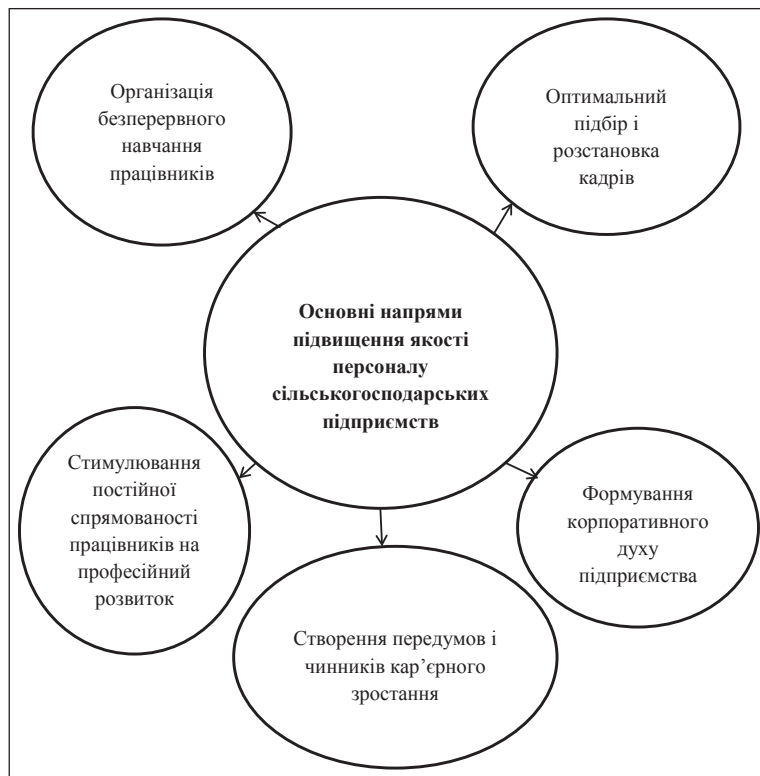 Організація
безперервного
навчання
працівників
Оптимальний
підбір і
розстановка
кадрів
Основні напрями
підвищення якості
персоналу
сільськогосподарських
підприємств
Стимулювання
постійної
спрямованості
працівників на
професійний
розвиток
Формування
корпоративного
духу
підприємства
Створення передумов і
чинників кар’єрного
зростання